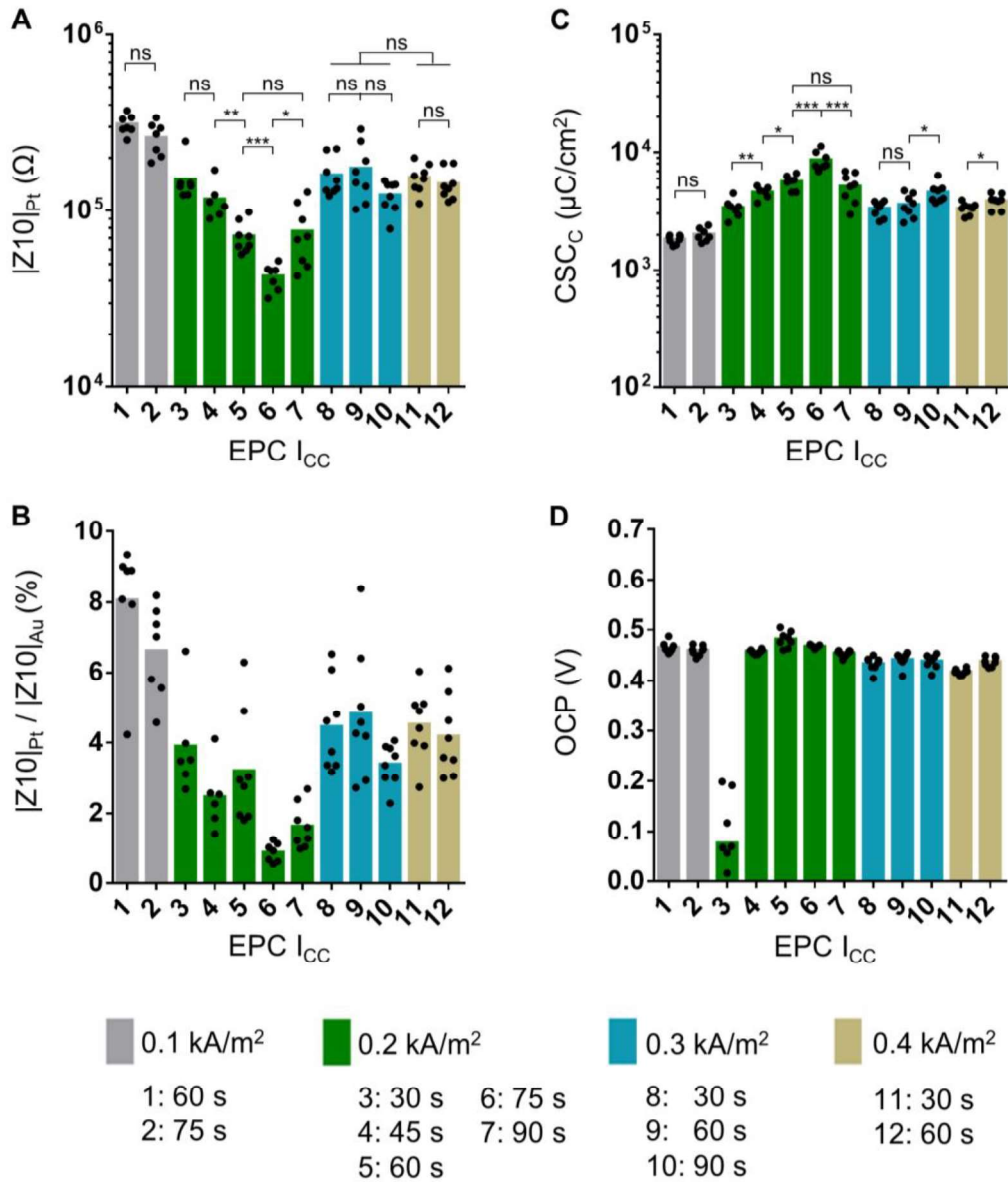 A
10^6
10^5
10^4
|Z10|Pt (Ω)
ns
ns
ns
**
*
***
ns
ns
ns
ns
1 2 3 4 5 6 7 8 9 10 11 12
EPC ICC
C
10^5
10^4
10^3
10^2
CSCC (µC/cm²)
ns
**
*
ns
***
***
ns
*
*
1 2 3 4 5 6 7 8 9 10 11 12
EPC ICC
B
10
8
6
4
2
0
|Z10|Pt / |Z10|Au (%)
1 2 3 4 5 6 7 8 9 10 11 12
EPC ICC
D
0.7
0.6
0.5
0.4
0.3
0.2
0.1
0.0
OCP (V)
1 2 3 4 5 6 7 8 9 10 11 12
EPC ICC
0.1 kA/m²
1: 60 s
2: 75 s
0.2 kA/m²
3: 30 s 6: 75 s
4: 45 s 7: 90 s
5: 60 s
0.3 kA/m²
8: 30 s
9: 60 s
10: 90 s
0.4 kA/m²
11: 30 s
12: 60 s